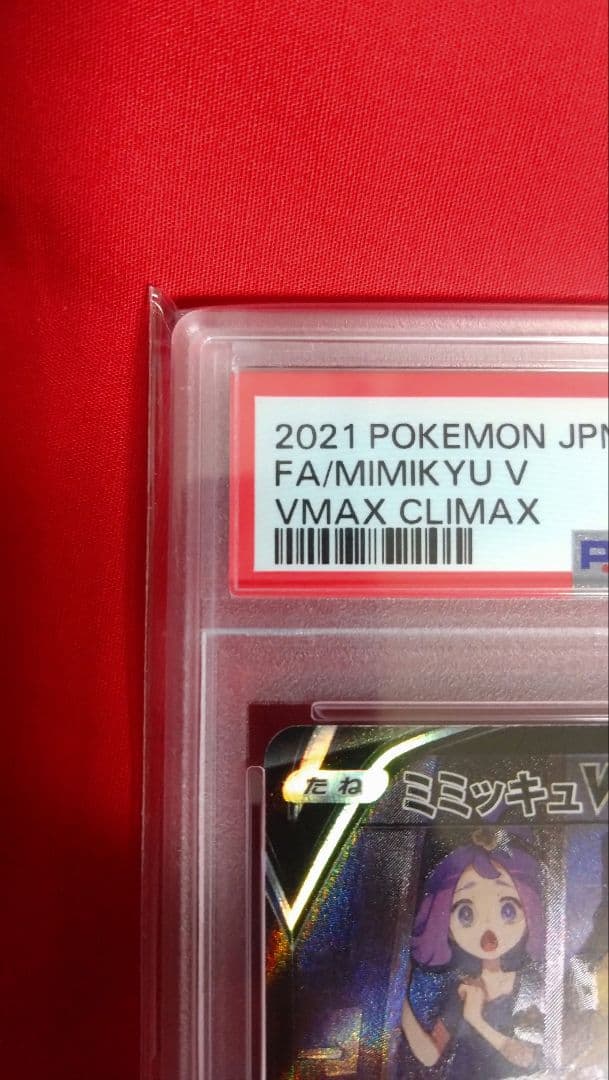 2021 POKEMON JPN
FA/MIMIKYU V
VMAX CLIMAX
たね
ミミッキュV